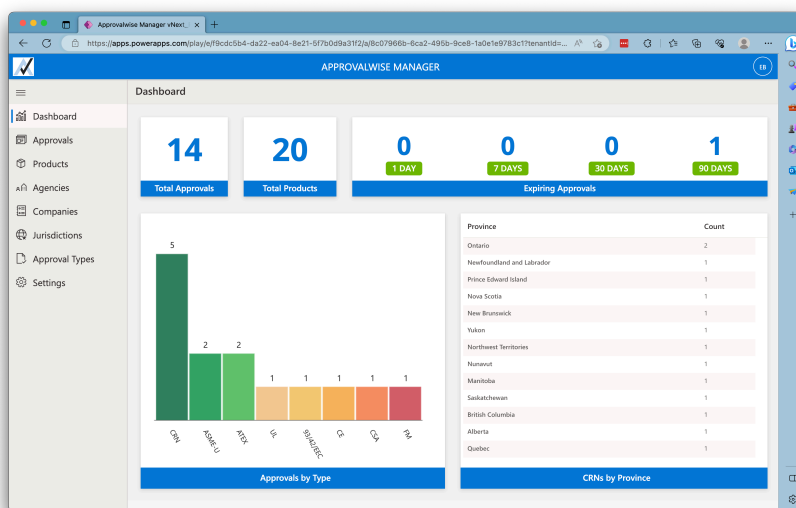 Approvalwise Manager vNext_
https://apps.powerapps.com/play/e/f9cdc5b4-da22-ea04-8e21-5f7b0d9a31f2/a/8c07966b-6ca2-495b-9ce8-1a0e1e9783c1?tenantId=...
APPROVALWISE MANAGER
EB
Dashboard
Dashboard
Approvals
Products
Agencies
Companies
Jurisdictions
Approval Types
Settings
14
Total Approvals
20
Total Products
0 0 0 1
1 DAY 7 DAYS 30 DAYS 90 DAYS
Expiring Approvals
5
2 2
1 1 1 1 1
CRN ASME-U ATEX UL 93/42/EEC CE CSA FM
Approvals by Type
Province Count
Ontario 2
Newfoundland and Labrador 1
Prince Edward Island 1
Nova Scotia 1
New Brunswick 1
Yukon 1
Northwest Territories 1
Nunavut 1
Manitoba 1
Saskatchewan 1
British Columbia 1
Alberta 1
Quebec 1
CRNs by Province